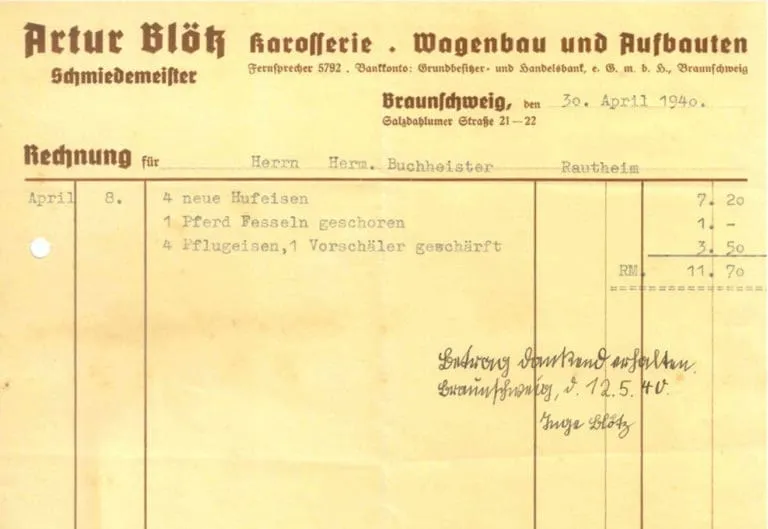 Artur Blötz Karosserie . Wagenbau und Aufbauten
Schmiedemeister
Fernsprecher 5792 . Bankkonto: Grundbesitzer- und Handelsbank, e. G. m. b. H., Braunschweig
Braunschweig, den 30. April 1940.
Salzdahlumer Straße 21—22
Rechnung für Herrn Herm. Buchheister Rautheim
April 8. 4 neue Hufeisen 7. 20
1 Pferd Fesseln geschoren 1. -
4 Pflugeisen,1 Vorschäler geschärft 3. 50
RM. 11. 70
Betrag dankend erhalten.
Braunschweig, d. 12.5.40.
Inge Blötz